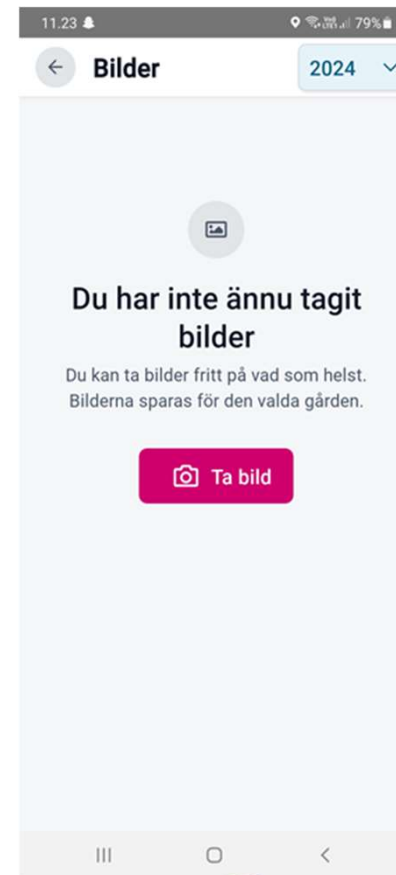 11.23 79%
Bilder 2024
Du har inte ännu tagit
bilder
Du kan ta bilder fritt på vad som helst.
Bilderna sparas för den valda gården.
Ta bild